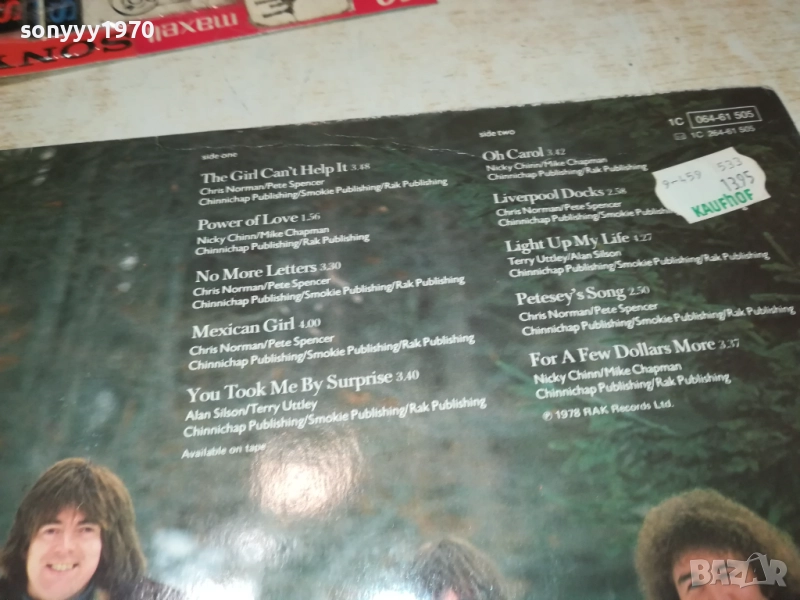 sonyyy1970
maxell
SONY
side one
The Girl Can't Help It 3.48
Chris Norman/Pete Spencer
Chinnichap Publishing/Smokie Publishing/Rak Publishing
Power of Love 1.56
Nicky Chinn/Mike Chapman
Chinnichap Publishing/Rak Publishing
No More Letters 3.30
Chris Norman/Pete Spencer
Chinnichap Publishing/Smokie Publishing/Rak Publishing
Mexican Girl 4.00
Chris Norman/Pete Spencer
Chinnichap Publishing/Smokie Publishing/Rak Publishing
You Took Me By Surprise 3.40
Alan Silson/Terry Uttley
Chinnichap Publishing/Smokie Publishing/Rak Publishing
Available on tape
side two
Oh Carol 3.42
Nicky Chinn/Mike Chapman
Chinnichap Publishing/Rak Publishing
Liverpool Docks 2.58
Chris Norman/Pete Spencer
Chinnichap Publishing/Smokie Publishing
Light Up My Life 4.27
Terry Uttley/Alan Silson
Chinnichap Publishing/Smokie Publishing/Rak Publishing
Petesey's Song 2.50
Chris Norman/Pete Spencer
Chinnichap Publishing/Smokie Publishing/Rak Publishing
For A Few Dollars More 3.37
Nicky Chinn/Mike Chapman
Chinnichap Publishing/Rak Publishing
℗ 1978 RAK Records Ltd.
1C 064-61 505
1C 264-61 505
9-459 533
13.95
KAUFHOF
BAZAR